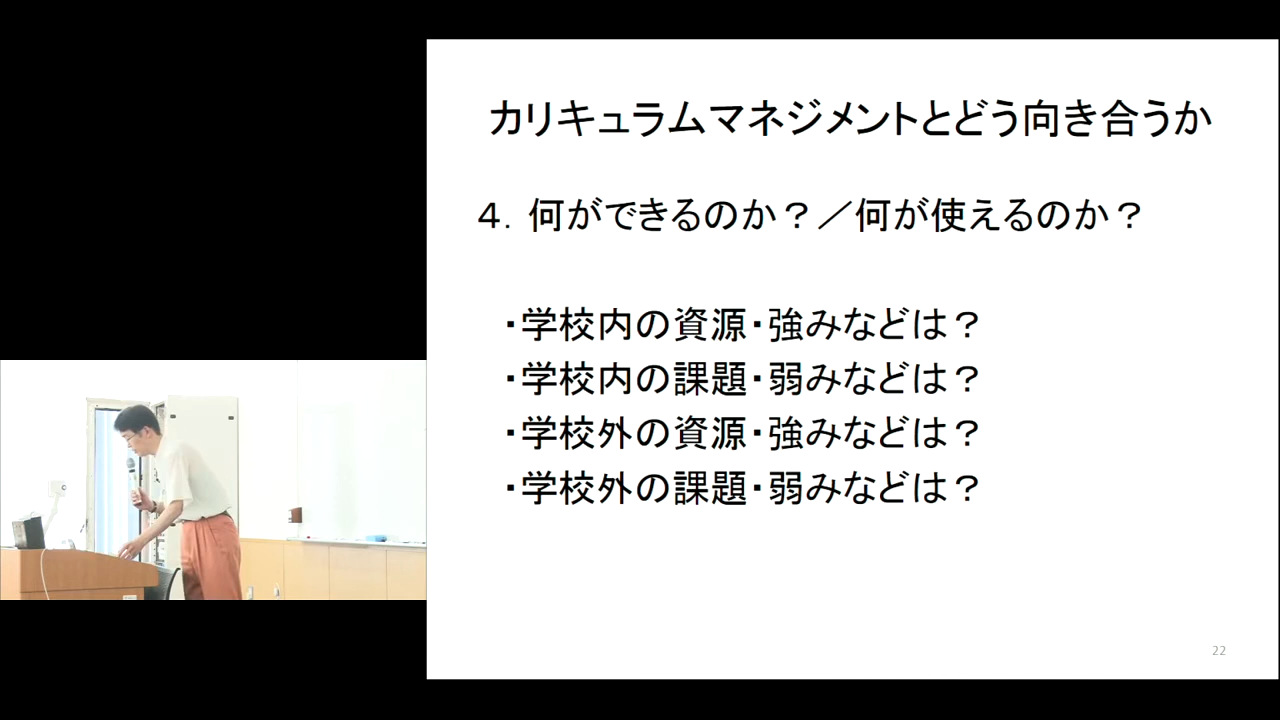 カリキュラムマネジメントとどう向き合うか
４．何ができるのか？／何が使えるのか？
・学校内の資源・強みなどは？
・学校内の課題・弱みなどは？
・学校外の資源・強みなどは？
・学校外の課題・弱みなどは？
22